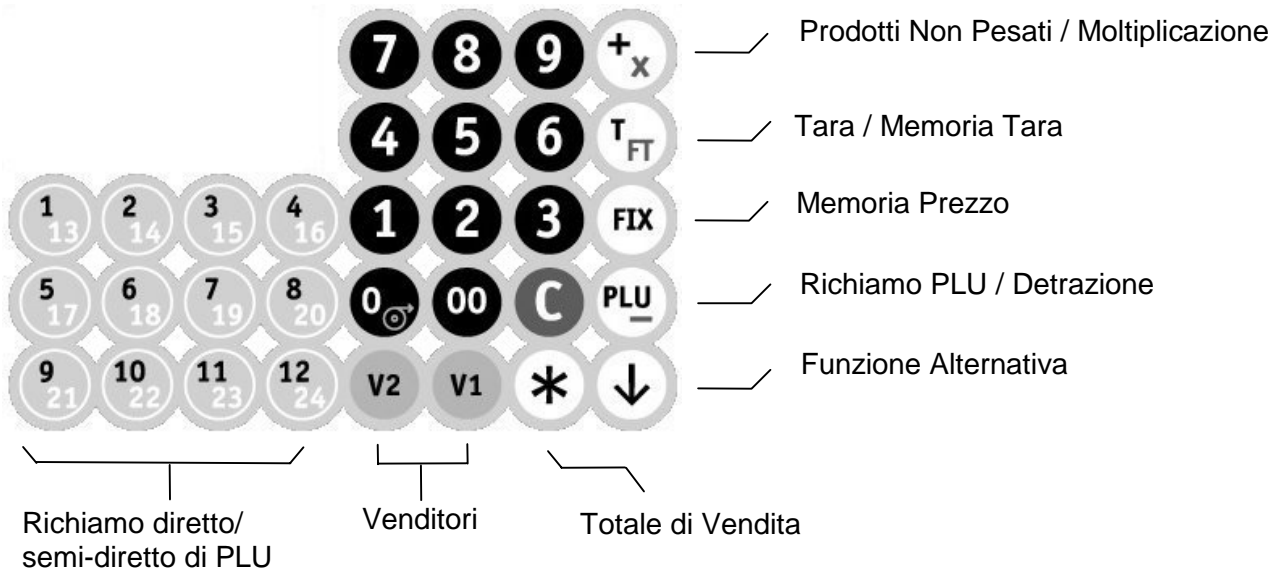 7 8 9 + x Prodotti Non Pesati / Moltiplicazione
4 5 6 T FT Tara / Memoria Tara
1 13 2 14 3 15 4 16 1 2 3 FIX Memoria Prezzo
5 17 6 18 7 19 8 20 0 00 C PLU Richiamo PLU / Detrazione
9 21 10 22 11 23 12 24 V2 V1 * ↓ Funzione Alternativa
Richiamo diretto/
semi-diretto di PLU
Venditori
Totale di Vendita